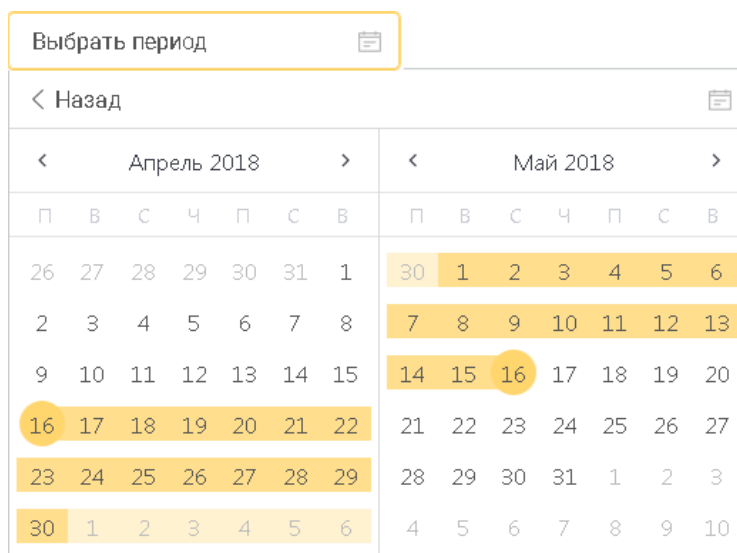 Выбрать период
Назад
Апрель 2018
П В С Ч П С В
26 27 28 29 30 31 1
2 3 4 5 6 7 8
9 10 11 12 13 14 15
16 17 18 19 20 21 22
23 24 25 26 27 28 29
30 1 2 3 4 5 6
Май 2018
П В С Ч П С В
30 1 2 3 4 5 6
7 8 9 10 11 12 13
14 15 16 17 18 19 20
21 22 23 24 25 26 27
28 29 30 31 1 2 3
4 5 6 7 8 9 10